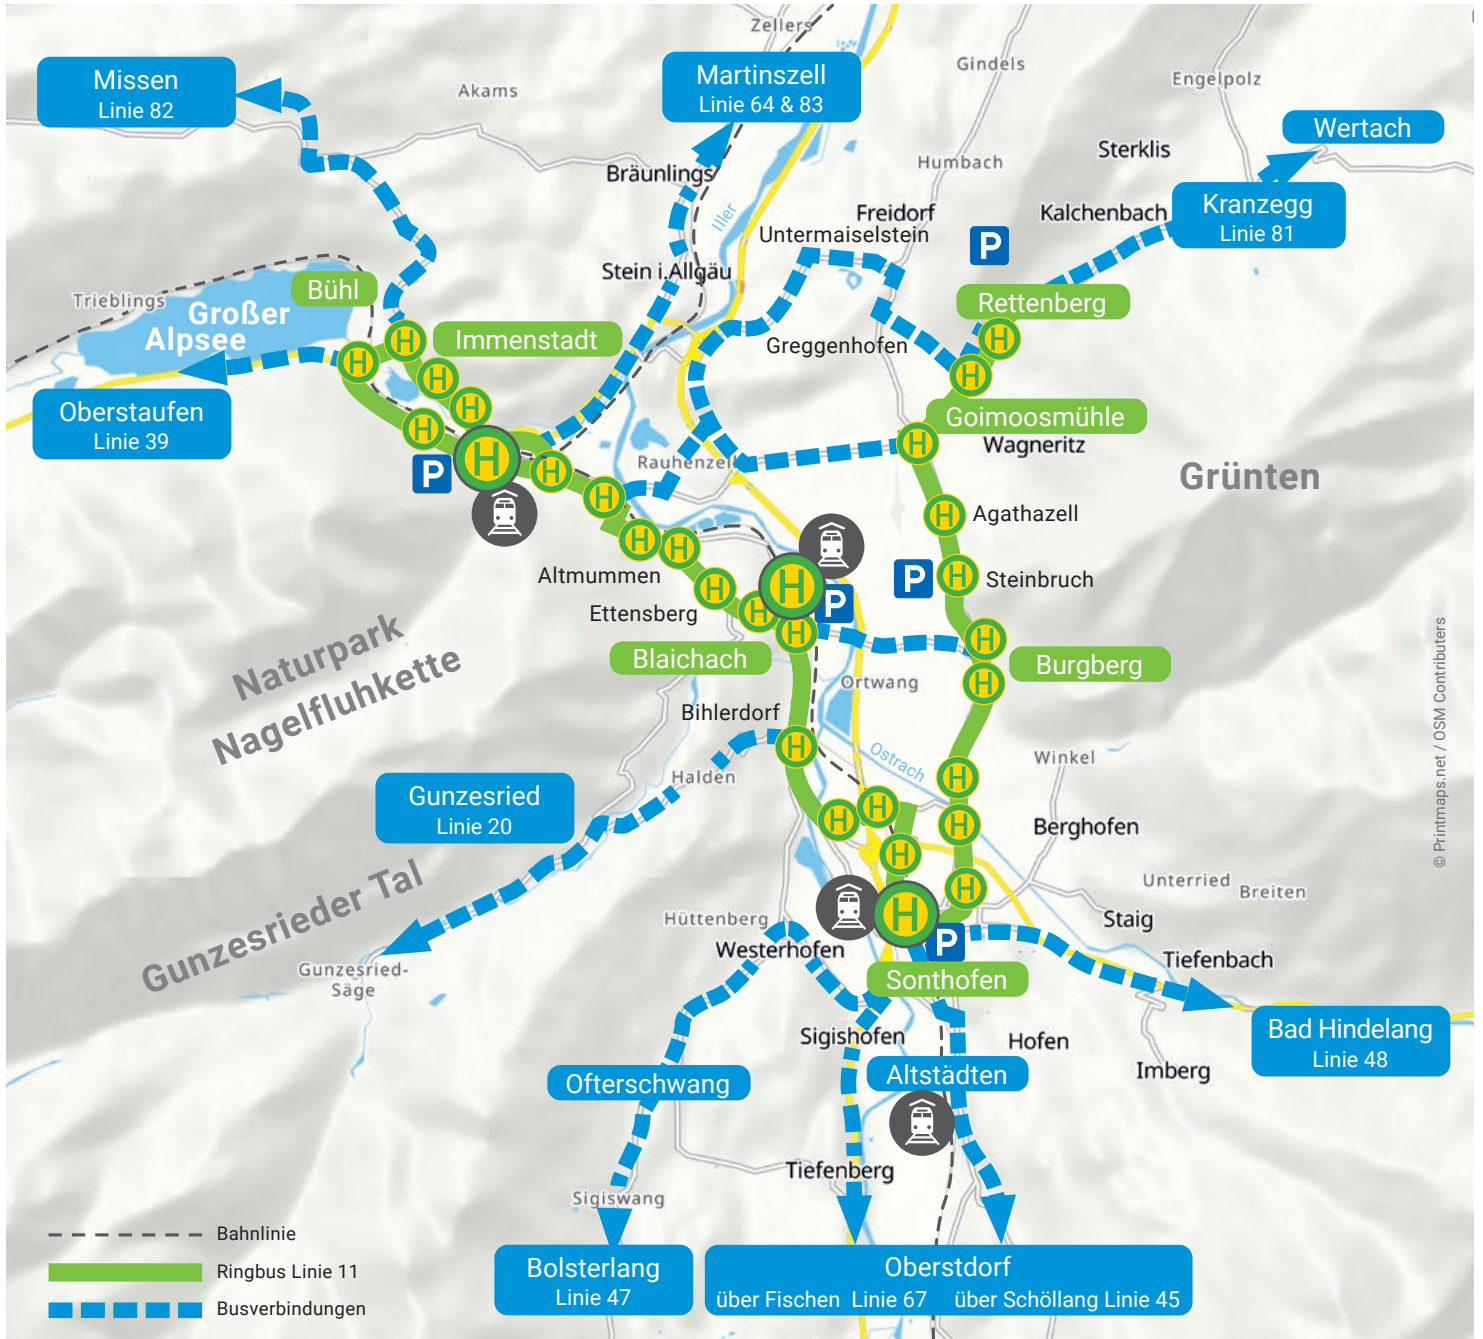 Zellers
Missen
Linie 82
Martinszell
Linie 64 & 83
Akams
Gindels
Engelpolz
Wertach
Sterklis
Humbach
Bräunlings
Iller
Freidorf
Kalchenbach
Kranzegg
Linie 81
Untermaiselstein
P
Stein i.Allgäu
Trieblings
Bühl
Rettenberg
Großer
Alpsee
H
H
Immenstadt
Greggenhofen
H
H
H
H
Oberstaufen
Linie 39
Goimoosmühle
H
H
Wagneritz
H
H
P
Rauhenzell
Grünten
H
H
Agathazell
H
H
Altmummen
H
P
Steinbruch
H
H
P
Ettensberg
H
Naturpark
Nagelfluhkette
H
H
Blaichach
Burgberg
Ortwang
H
Bihlerdorf
H
Ostrach
Winkel
Halden
H
Gunzesried
Linie 20
H
H
H
Berghofen
H
Gunzesrieder Tal
Unterried
Breiten
H
Hüttenberg
H
Staig
Westerhofen
P
Tiefenbach
Gunzesried-
Säge
Sonthofen
Sigishofen
Hofen
Bad Hindelang
Linie 48
Imberg
Ofterschwang
Altstädten
Tiefenberg
Sigiswang
Bahnlinie
Ringbus Linie 11
Busverbindungen
Bolsterlang
Linie 47
Oberstdorf
über Fischen Linie 67 über Schöllang Linie 45
© Printmaps.net / OSM Contributers